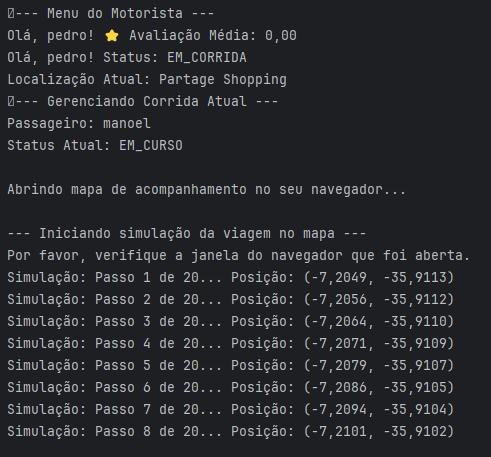 --- Menu do Motorista ---
Olá, pedro! ⭐ Avaliação Média: 0,00
Olá, pedro! Status: EM_CORRIDA
Localização Atual: Partage Shopping
--- Gerenciando Corrida Atual ---
Passageiro: manoel
Status Atual: EM_CURSO
Abrindo mapa de acompanhamento no seu navegador...
--- Iniciando simulação da viagem no mapa ---
Por favor, verifique a janela do navegador que foi aberta.
Simulação: Passo 1 de 20... Posição: (-7,2049, -35,9113)
Simulação: Passo 2 de 20... Posição: (-7,2056, -35,9112)
Simulação: Passo 3 de 20... Posição: (-7,2064, -35,9110)
Simulação: Passo 4 de 20... Posição: (-7,2071, -35,9109)
Simulação: Passo 5 de 20... Posição: (-7,2079, -35,9107)
Simulação: Passo 6 de 20... Posição: (-7,2086, -35,9105)
Simulação: Passo 7 de 20... Posição: (-7,2094, -35,9104)
Simulação: Passo 8 de 20... Posição: (-7,2101, -35,9102)